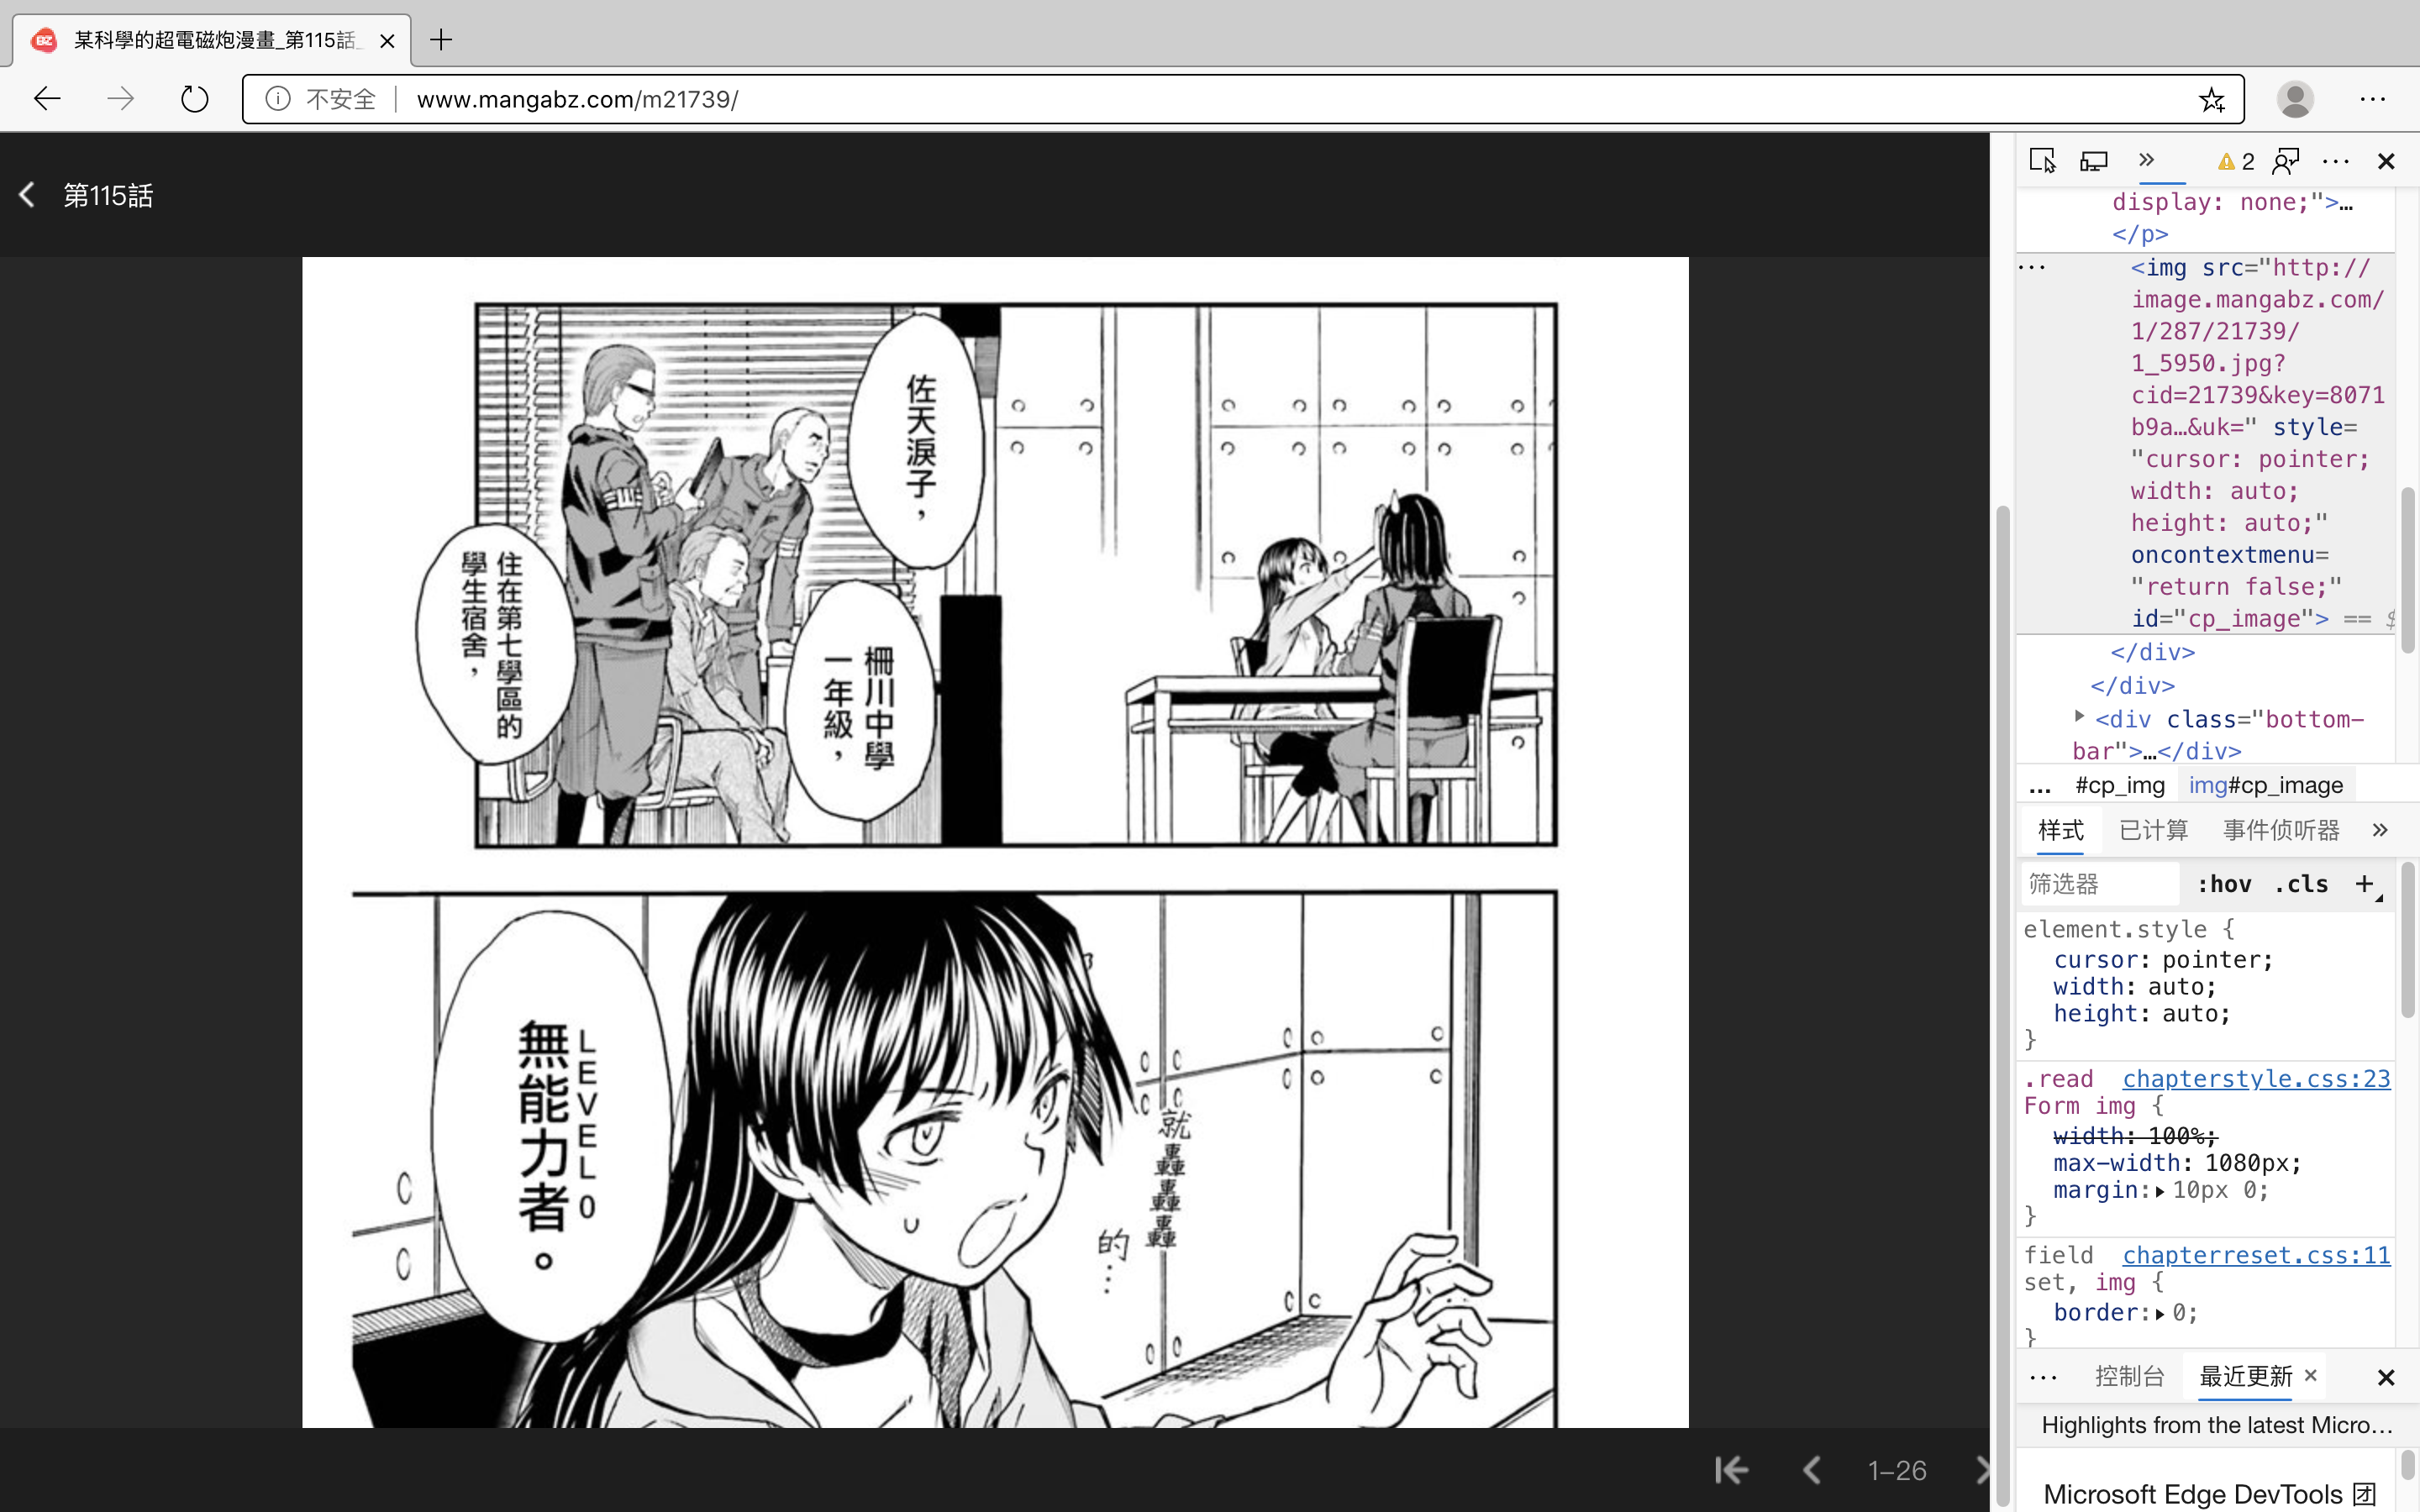 某科學的超電磁炮漫畫_第115話_
不安全
www.mangabz.com/m21739/
第115話
佐天淚子，
柵川中學
一年級，
住在第七學區的
學生宿舍，
LEVEL 0
無能力者。
就
轟轟轟
的…
1-26
2
display: none;">…
</p>
<img src="http://
image.mangabz.com/
1/287/21739/
1_5950.jpg?
cid=21739&key=8071
b9a…&uk=" style=
"cursor: pointer;
width: auto;
height: auto;"
oncontextmenu=
"return false;"
id="cp_image"> == $
</div>
</div>
<div class="bottom-
bar">…</div>
... #cp_img img#cp_image
样式 已计算 事件侦听器
筛选器 :hov .cls +
element.style {
cursor: pointer;
width: auto;
height: auto;
}
.read chapterstyle.css:23
Form img {
width: 100%;
max-width: 1080px;
margin: 10px 0;
}
field chapterreset.css:11
set, img {
border: 0;
}
控制台 最近更新
Highlights from the latest Micro...
Microsoft Edge DevTools 团